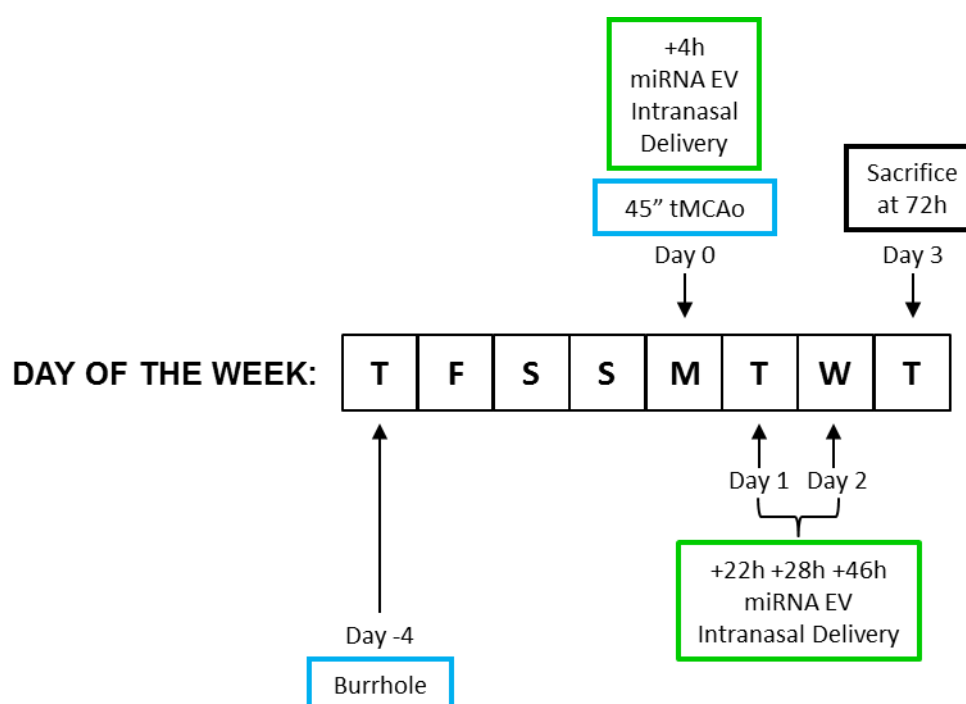 +4h
miRNA EV
Intranasal
Delivery
45” tMCAo
Day 0
Sacrifice
at 72h
Day 3
DAY OF THE WEEK: T F S S M T W T
Day 1 Day 2
+22h +28h +46h
miRNA EV
Intranasal Delivery
Day -4
Burrhole